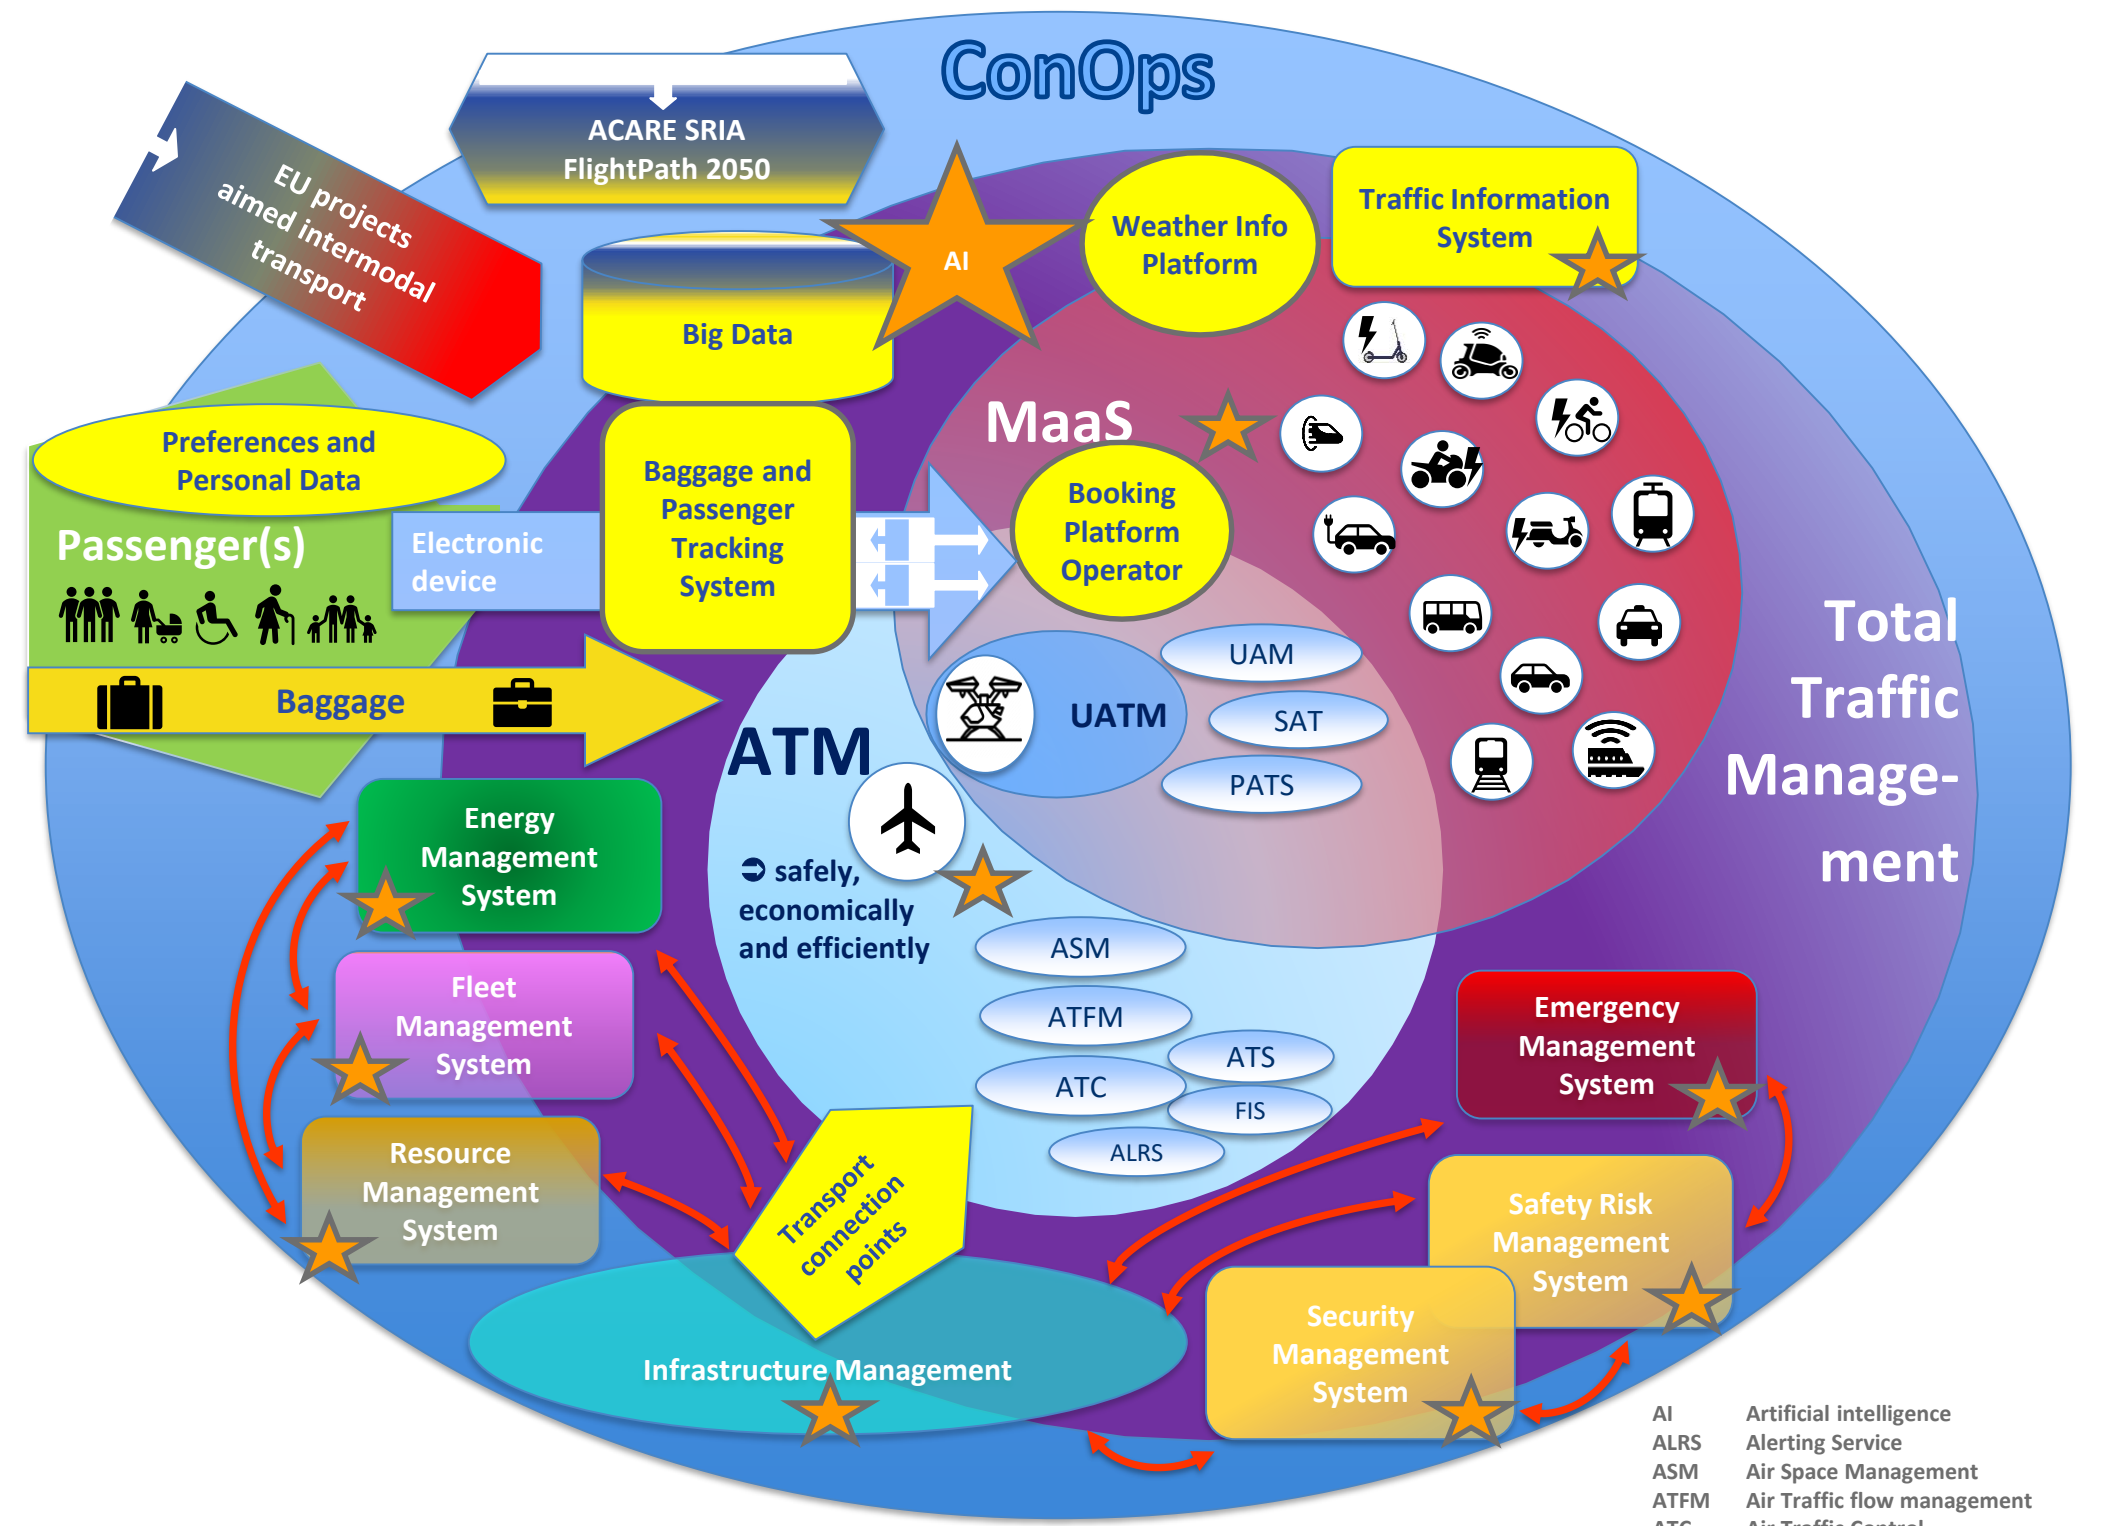 ConOps
ACARE SRIA
FlightPath 2050
EU projects
aimed intermodal
transport
AI
Weather Info
Platform
Traffic Information
System
Big Data
MaaS
Preferences and
Personal Data
Passenger(s)
Electronic
device
Baggage and
Passenger
Tracking
System
Booking
Platform
Operator
Baggage
UAM
UATM
SAT
PATS
Total
Traffic
Manage-
ment
ATM
➲ safely,
economically
and efficiently
Energy
Management
System
Fleet
Management
System
Resource
Management
System
ASM
ATFM
ATS
ATC
FIS
ALRS
Transport
connection
points
Infrastructure Management
Emergency
Management
System
Safety Risk
Management
System
Security
Management
System
AI Artificial intelligence
ALRS Alerting Service
ASM Air Space Management
ATFM Air Traffic flow management
ATC Air Traffic Control